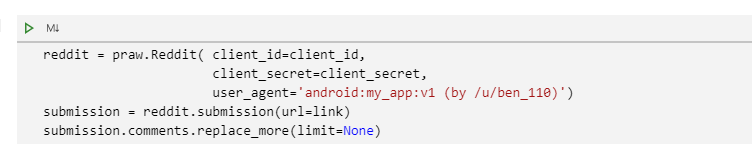 M↓
reddit = praw.Reddit( client_id=client_id,
client_secret=client_secret,
user_agent='android:my_app:v1 (by /u/ben_110)')
submission = reddit.submission(url=link)
submission.comments.replace_more(limit=None)